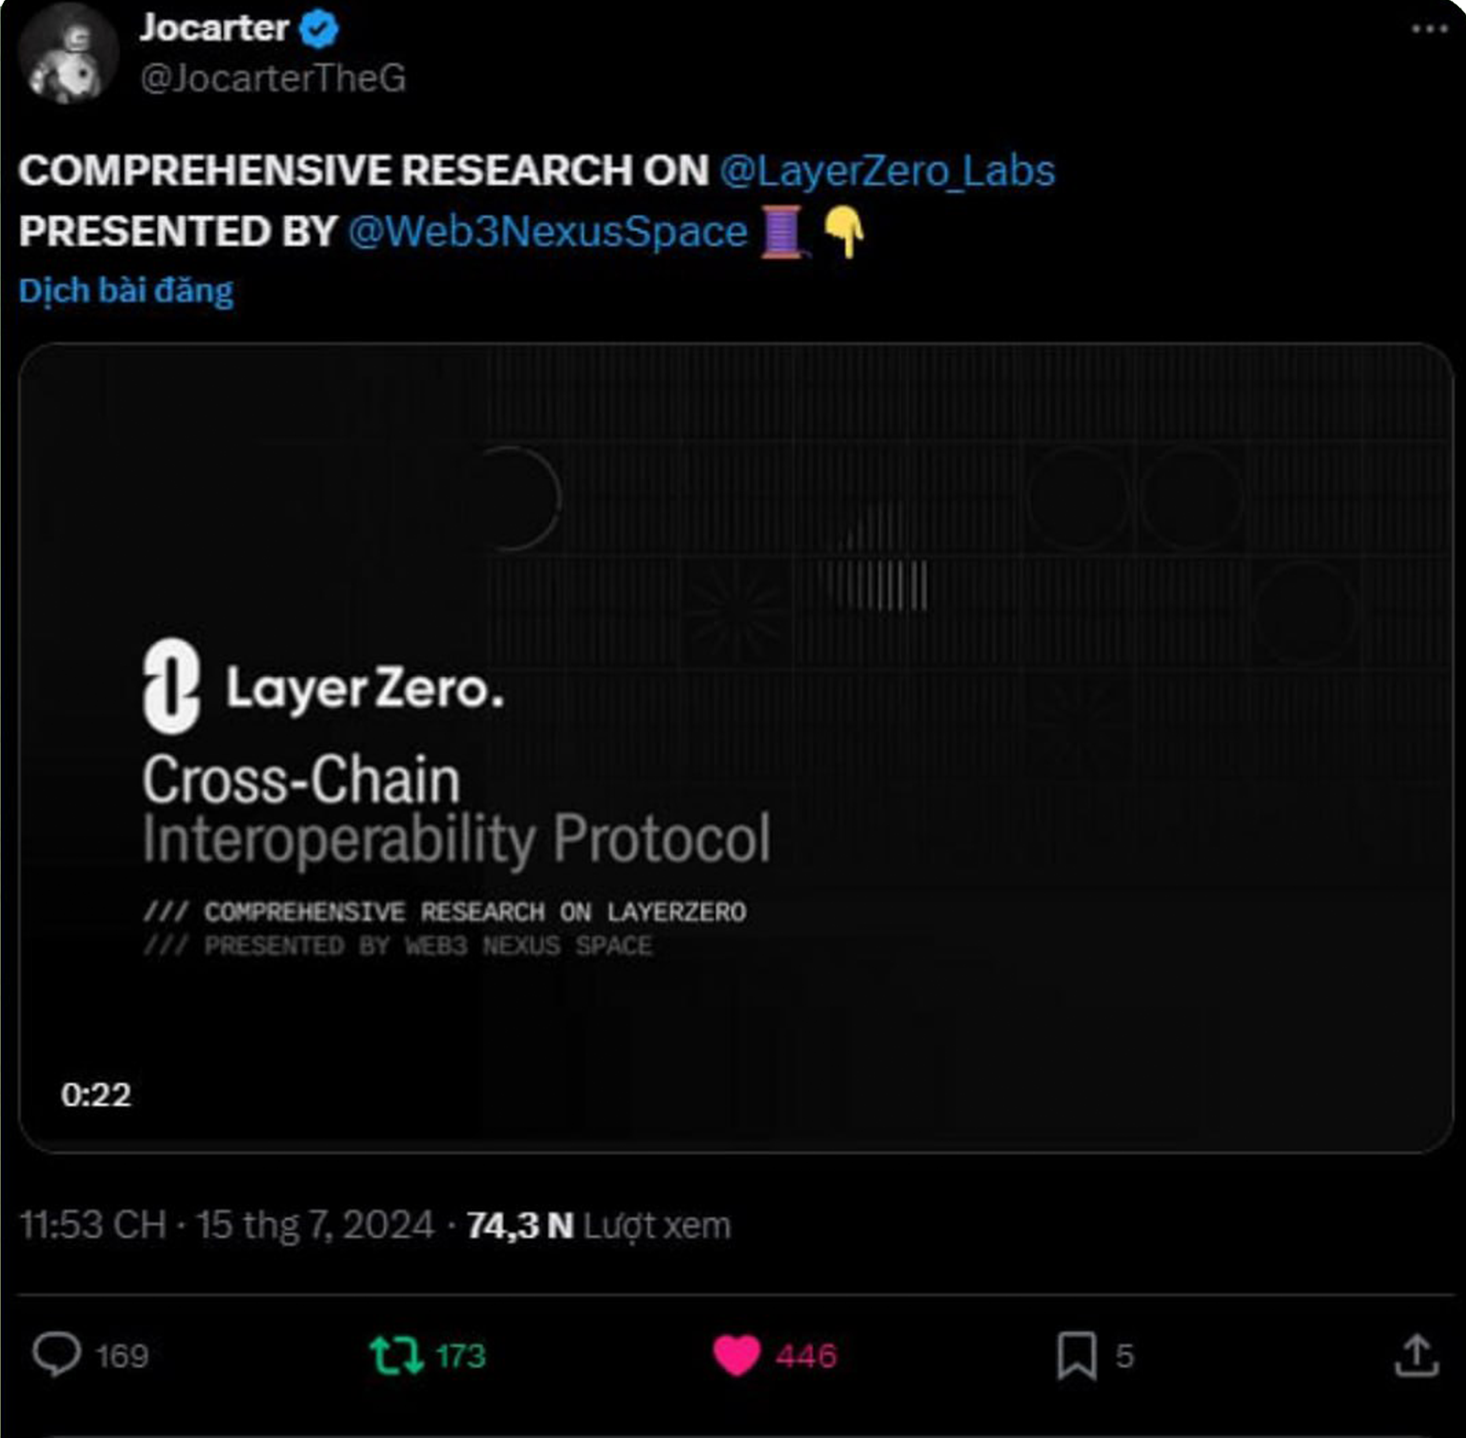 Jocarter
@JocarterTheG
COMPREHENSIVE RESEARCH ON @LayerZero_Labs
PRESENTED BY @Web3NexusSpace 🧵 👇
Dịch bài đăng
LayerZero.
Cross-Chain
Interoperability Protocol
/// COMPREHENSIVE RESEARCH ON LAYERZERO
/// PRESENTED BY WEB3 NEXUS SPACE
0:22
11:53 CH · 15 thg 7, 2024 · 74,3 N Lượt xem
169 173 446 5